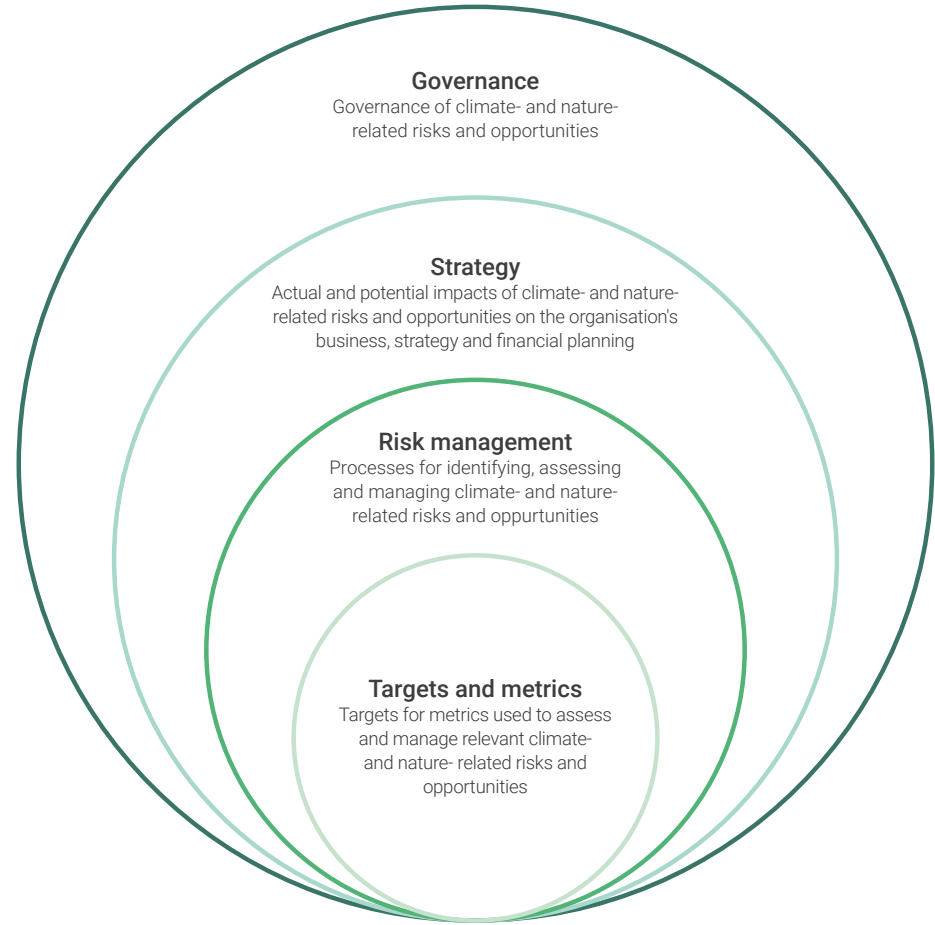 Governance
Governance of climate- and nature-
related risks and opportunities
Strategy
Actual and potential impacts of climate- and nature-
related risks and opportunities on the organisation's
business, strategy and financial planning
Risk management
Processes for identifying, assessing
and managing climate- and nature-
related risks and oppurtunities
Targets and metrics
Targets for metrics used to assess
and manage relevant climate-
and nature- related risks and
opportunities